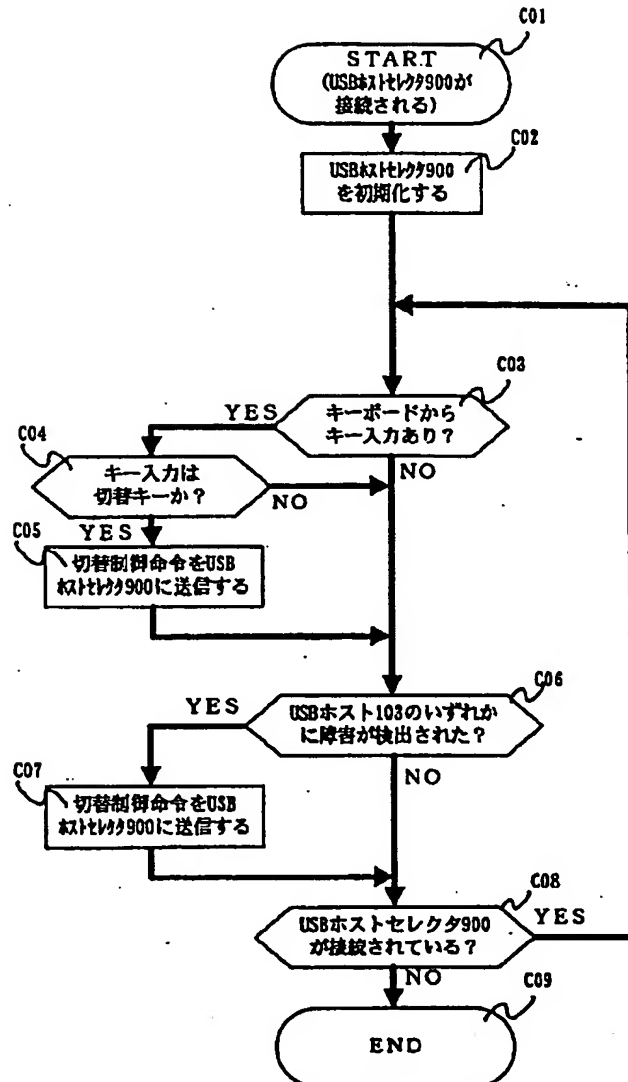 C01
START
(USBホストセレクタ900が
接続される)
C02
USBホストセレクタ900
を初期化する
C03
YES
キーボードから
キー入力あり?
C04
NO
キー入力は
切替キーか?
NO
C05
YES
切替制御命令をUSB
ホストセレクタ900に送信する
C06
YES
USBホスト103のいずれか
に障害が検出された?
C07
NO
切替制御命令をUSB
ホストセレクタ900に送信する
C08
USBホストセレクタ900
が接続されている?
YES
NO
C09
END